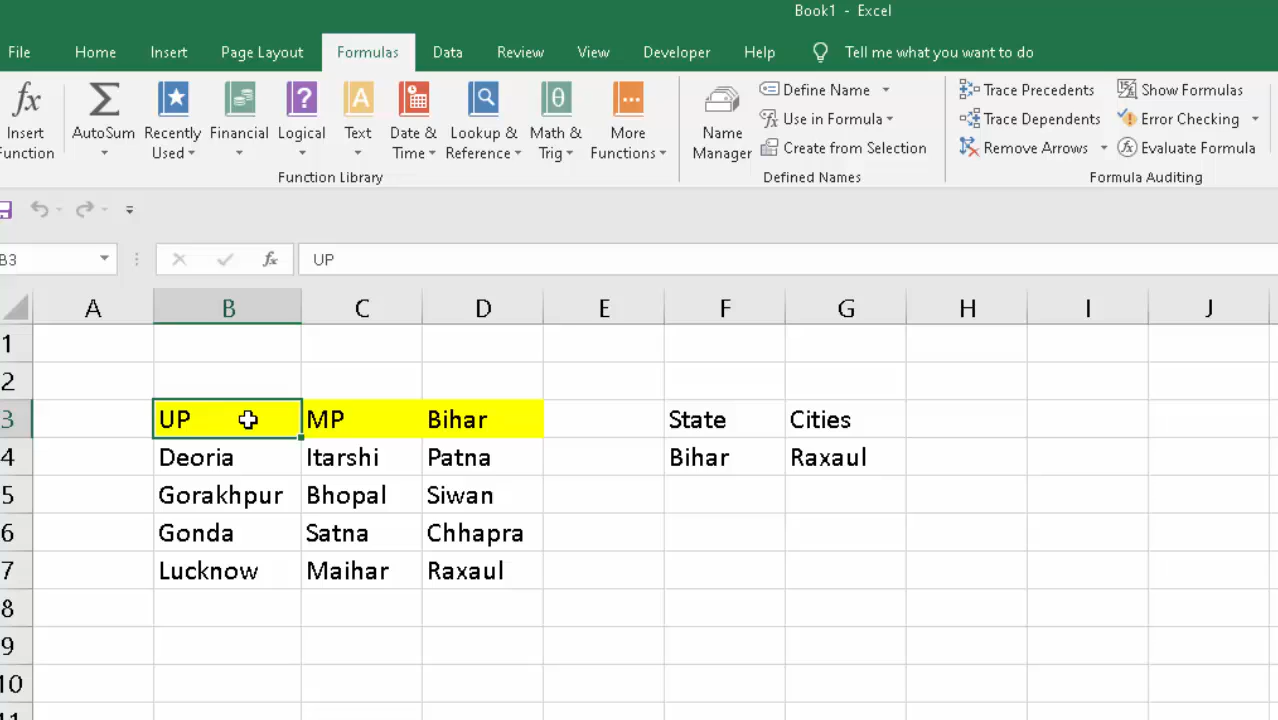 Book1 - Excel
File Home Insert Page Layout Formulas Data Review View Developer Help Tell me what you want to do
fx Σ ? A θ
Insert Function
AutoSum
Recently Used
Financial
Logical
Text
Date & Time
Lookup & Reference
Math & Trig
More Functions
Function Library
Name Manager
Define Name
Use in Formula
Create from Selection
Defined Names
Trace Precedents
Trace Dependents
Remove Arrows
Show Formulas
Error Checking
Evaluate Formula
Formula Auditing
B3 fx UP
A B C D E F G H I J
1
2
3 UP MP Bihar State Cities
4 Deoria Itarshi Patna Bihar Raxaul
5 Gorakhpur Bhopal Siwan
6 Gonda Satna Chhapra
7 Lucknow Maihar Raxaul
8
9
10
11